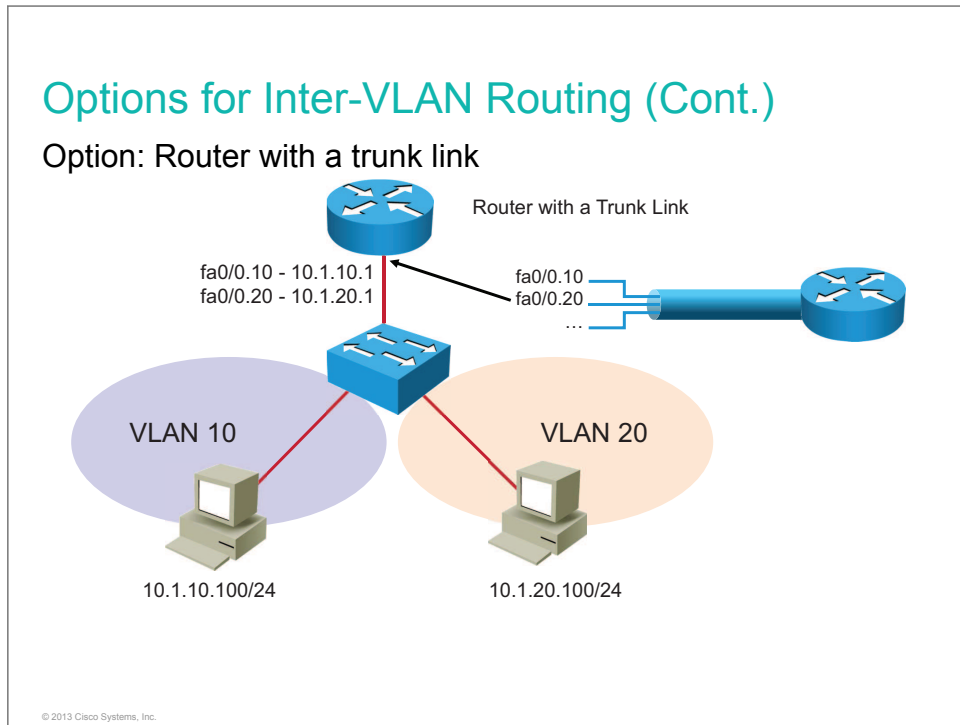 Options for Inter-VLAN Routing (Cont.)
Option: Router with a trunk link
Router with a Trunk Link
fa0/0.10 - 10.1.10.1
fa0/0.20 - 10.1.20.1
fa0/0.10
fa0/0.20
...
VLAN 10
VLAN 20
10.1.10.100/24
10.1.20.100/24
© 2013 Cisco Systems, Inc.